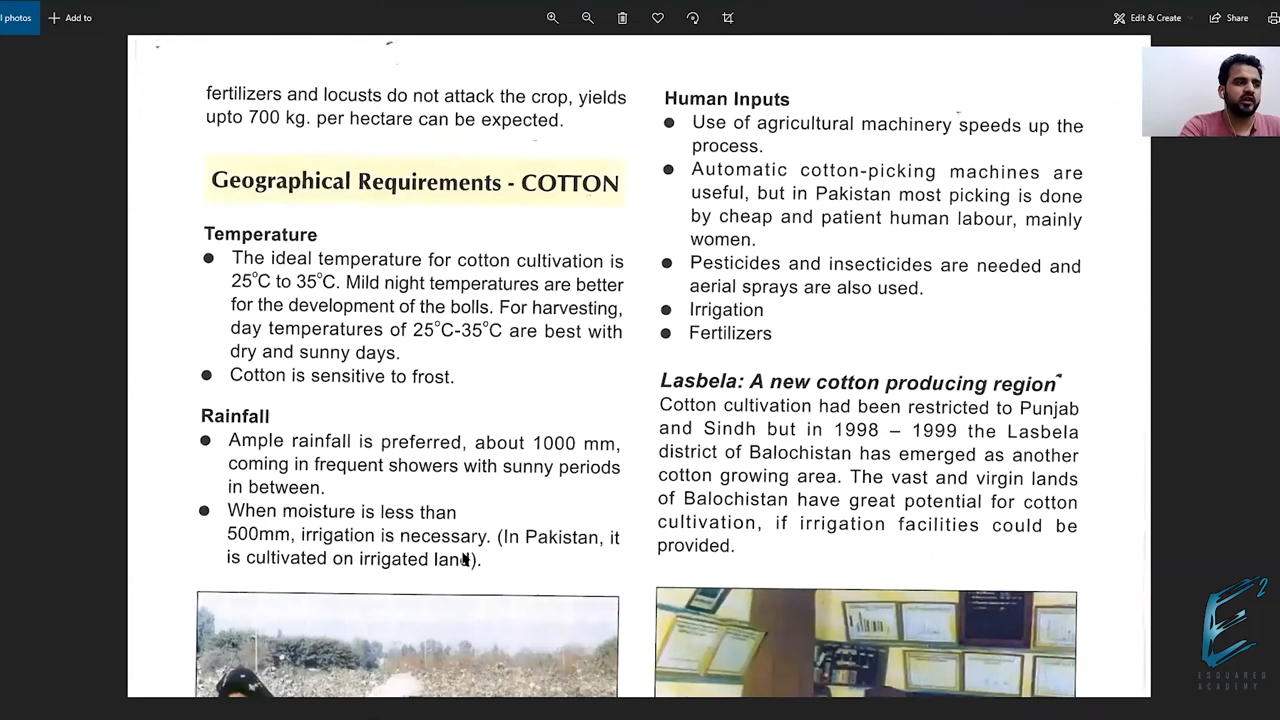 l photos
Add to
Edit & Create
Share
fertilizers and locusts do not attack the crop, yields
upto 700 kg. per hectare can be expected.
Geographical Requirements - COTTON
Temperature
● The ideal temperature for cotton cultivation is
25°C to 35°C. Mild night temperatures are better
for the development of the bolls. For harvesting,
day temperatures of 25°C-35°C are best with
dry and sunny days.
● Cotton is sensitive to frost.
Rainfall
● Ample rainfall is preferred, about 1000 mm,
coming in frequent showers with sunny periods
in between.
● When moisture is less than
500mm, irrigation is necessary. (In Pakistan, it
is cultivated on irrigated land).
Human Inputs
● Use of agricultural machinery speeds up the
process.
● Automatic cotton-picking machines are
useful, but in Pakistan most picking is done
by cheap and patient human labour, mainly
women.
● Pesticides and insecticides are needed and
aerial sprays are also used.
● Irrigation
● Fertilizers
Lasbela: A new cotton producing region
Cotton cultivation had been restricted to Punjab
and Sindh but in 1998 – 1999 the Lasbela
district of Balochistan has emerged as another
cotton growing area. The vast and virgin lands
of Balochistan have great potential for cotton
cultivation, if irrigation facilities could be
provided.
E2
ESQUARED
ACADEMY